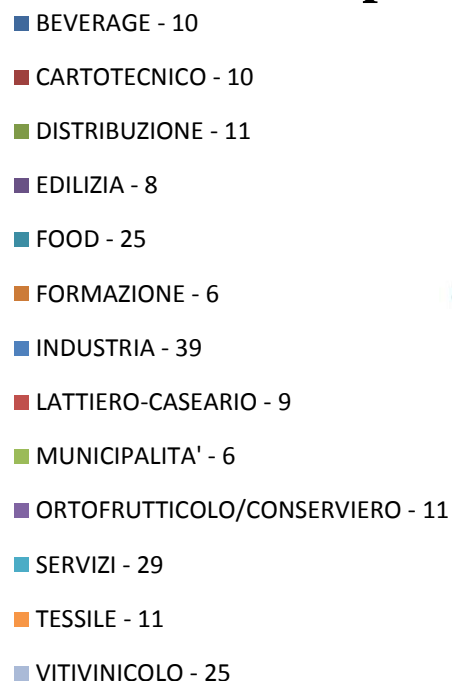 BEVERAGE - 10
CARTOTECNICO - 10
DISTRIBUZIONE - 11
EDILIZIA - 8
FOOD - 25
FORMAZIONE - 6
INDUSTRIA - 39
LATTIERO-CASEARIO - 9
MUNICIPALITA' - 6
ORTOFRUTTICOLO/CONSERVIERO - 11
SERVIZI - 29
TESSILE - 11
VITIVINICOLO - 25